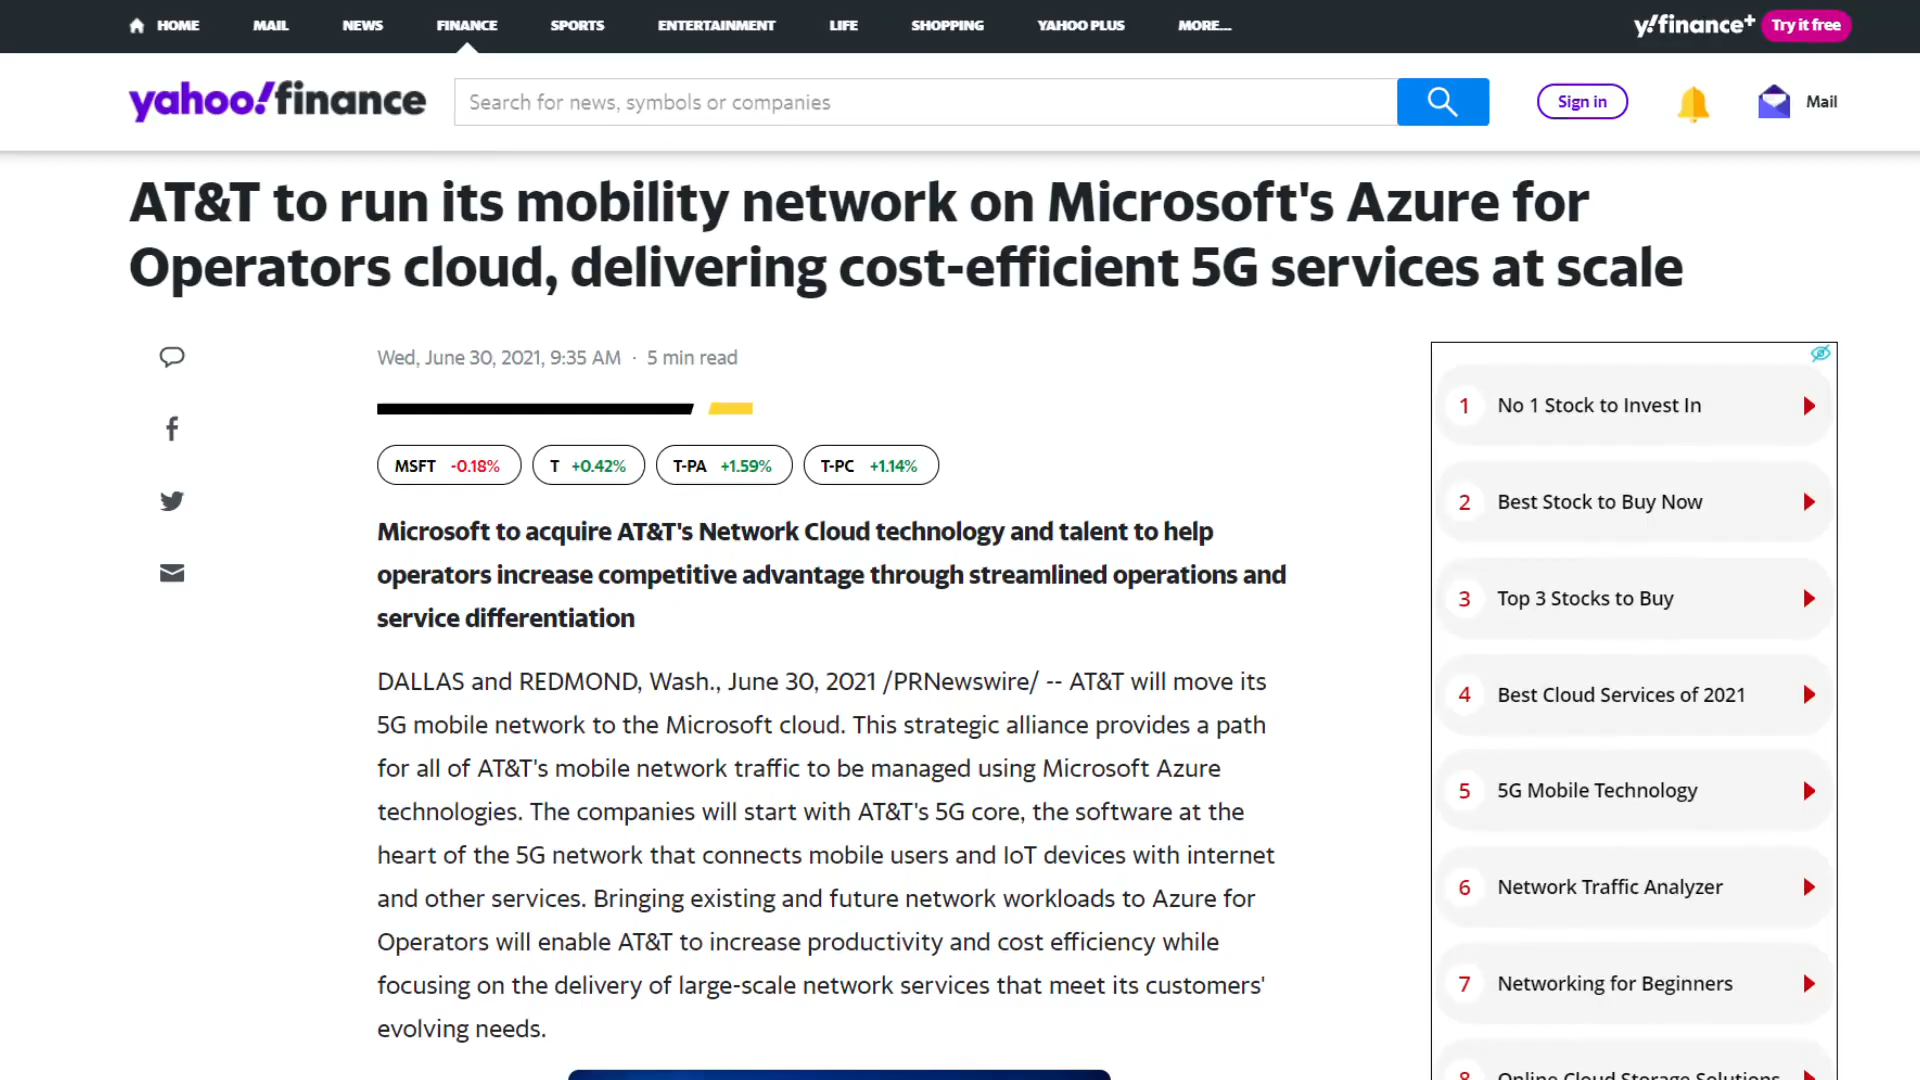 HOME MAIL NEWS FINANCE SPORTS ENTERTAINMENT LIFE SHOPPING YAHOO PLUS MORE...
y!finance+ Try it free
yahoo!finance
Search for news, symbols or companies
Sign in
Mail
AT&T to run its mobility network on Microsoft's Azure for
Operators cloud, delivering cost-efficient 5G services at scale
Wed, June 30, 2021, 9:35 AM · 5 min read
MSFT -0.18% T +0.42% T-PA +1.59% T-PC +1.14%
Microsoft to acquire AT&T's Network Cloud technology and talent to help
operators increase competitive advantage through streamlined operations and
service differentiation
DALLAS and REDMOND, Wash., June 30, 2021 /PRNewswire/ -- AT&T will move its
5G mobile network to the Microsoft cloud. This strategic alliance provides a path
for all of AT&T's mobile network traffic to be managed using Microsoft Azure
technologies. The companies will start with AT&T's 5G core, the software at the
heart of the 5G network that connects mobile users and IoT devices with internet
and other services. Bringing existing and future network workloads to Azure for
Operators will enable AT&T to increase productivity and cost efficiency while
focusing on the delivery of large-scale network services that meet its customers'
evolving needs.
1 No 1 Stock to Invest In
2 Best Stock to Buy Now
3 Top 3 Stocks to Buy
4 Best Cloud Services of 2021
5 5G Mobile Technology
6 Network Traffic Analyzer
7 Networking for Beginners
8 Online Cloud Storage Solutions